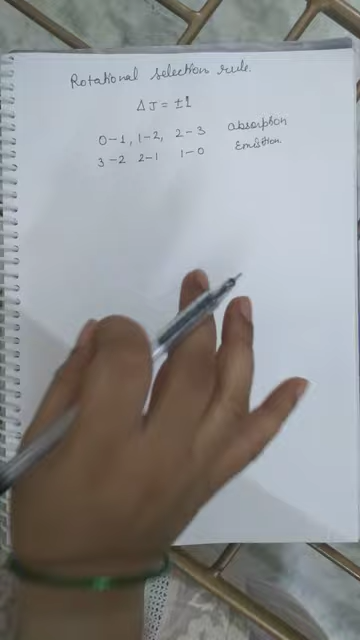 Rotational selection rule.
ΔJ = ±1
0-1, 1-2, 2-3 absorption
3-2 2-1 1-0 Emission